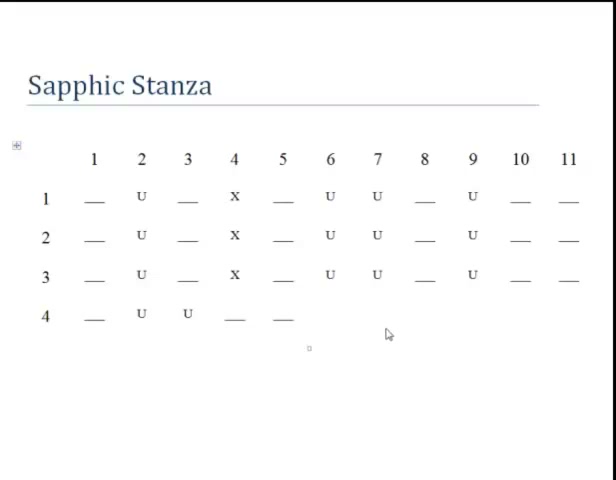 Sapphic Stanza
1 2 3 4 5 6 7 8 9 10 11
1 __ U __ X __ U U __ U __ __
2 __ U __ X __ U U __ U __ __
3 __ U __ X __ U U __ U __ __
4 __ U U __ __